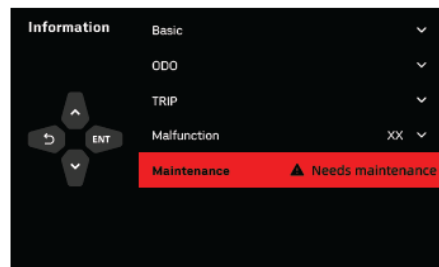 Information
Basic
ODO
TRIP
Malfunction XX
Maintenance Needs maintenance
ENT